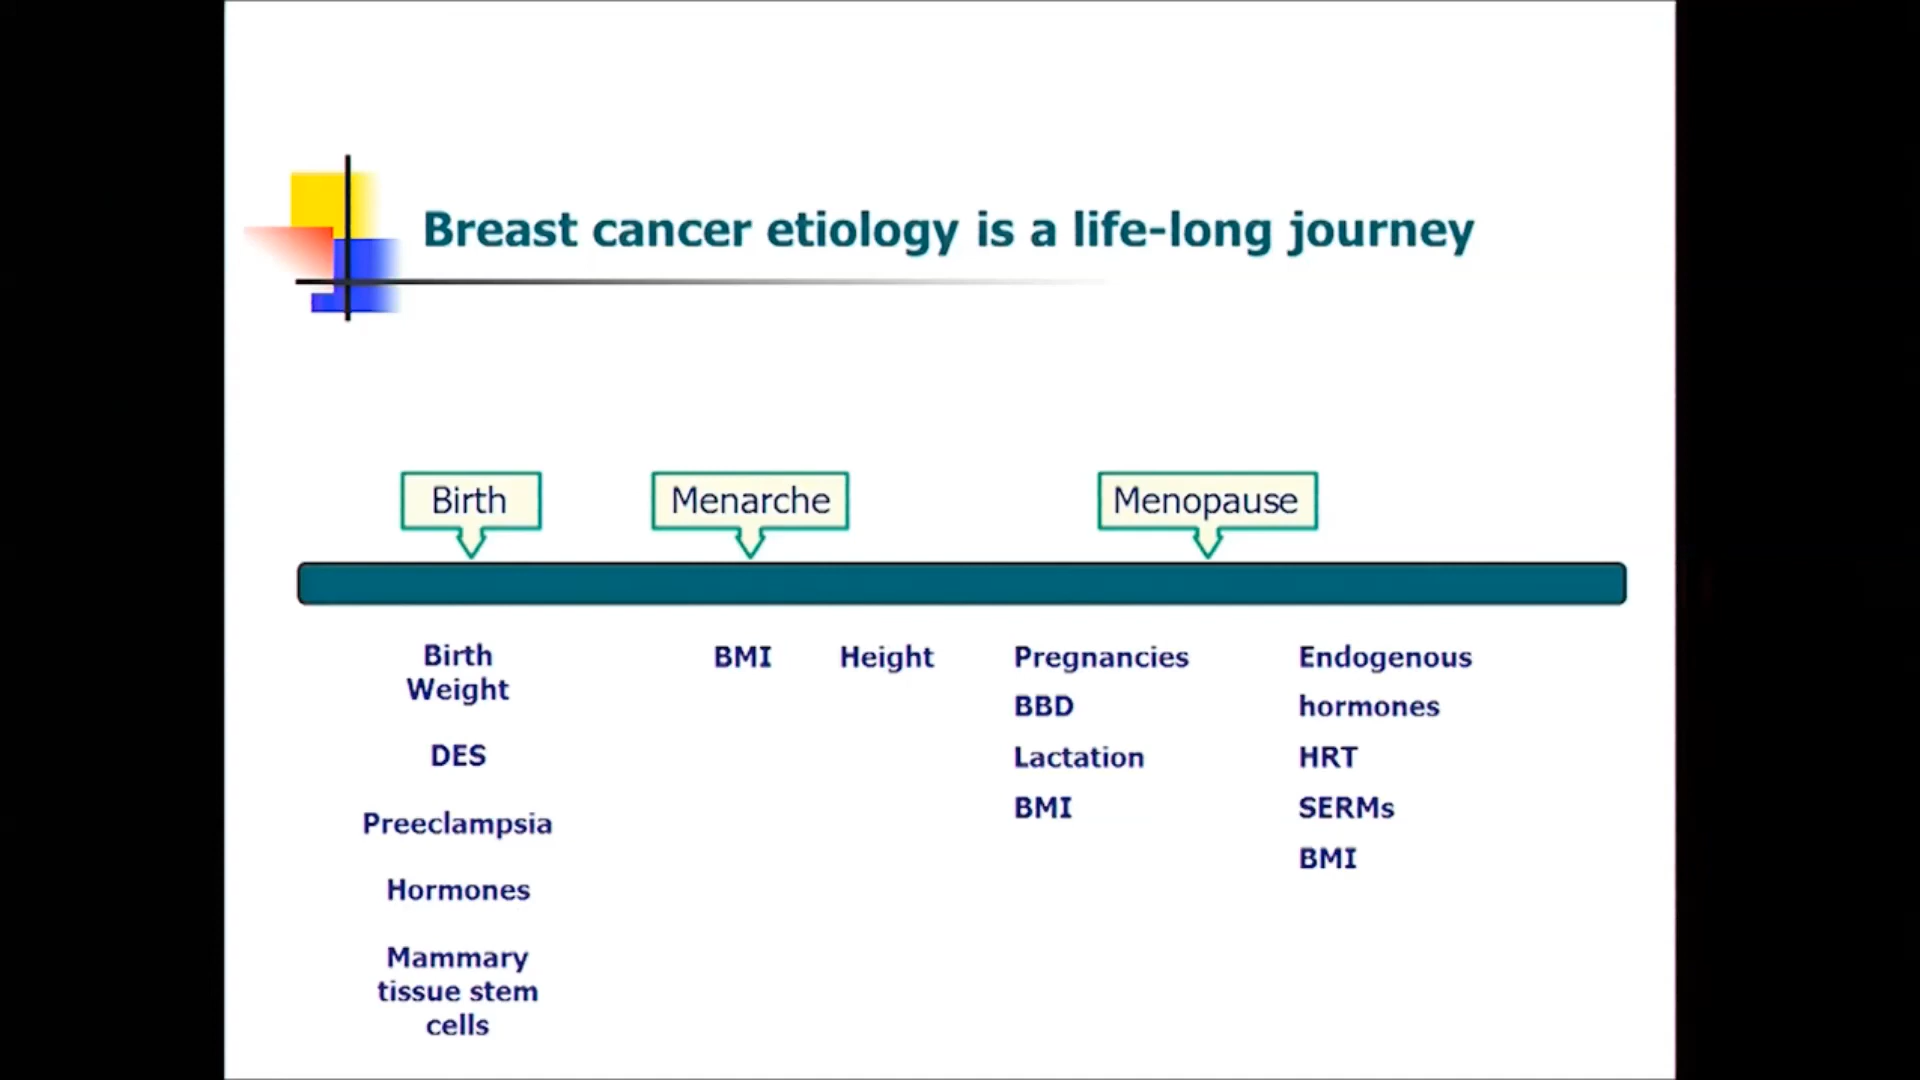 Breast cancer etiology is a life-long journey
Birth
Menarche
Menopause
Birth
Weight
DES
Preeclampsia
Hormones
Mammary
tissue stem
cells
BMI
Height
Pregnancies
BBD
Lactation
BMI
Endogenous
hormones
HRT
SERMs
BMI